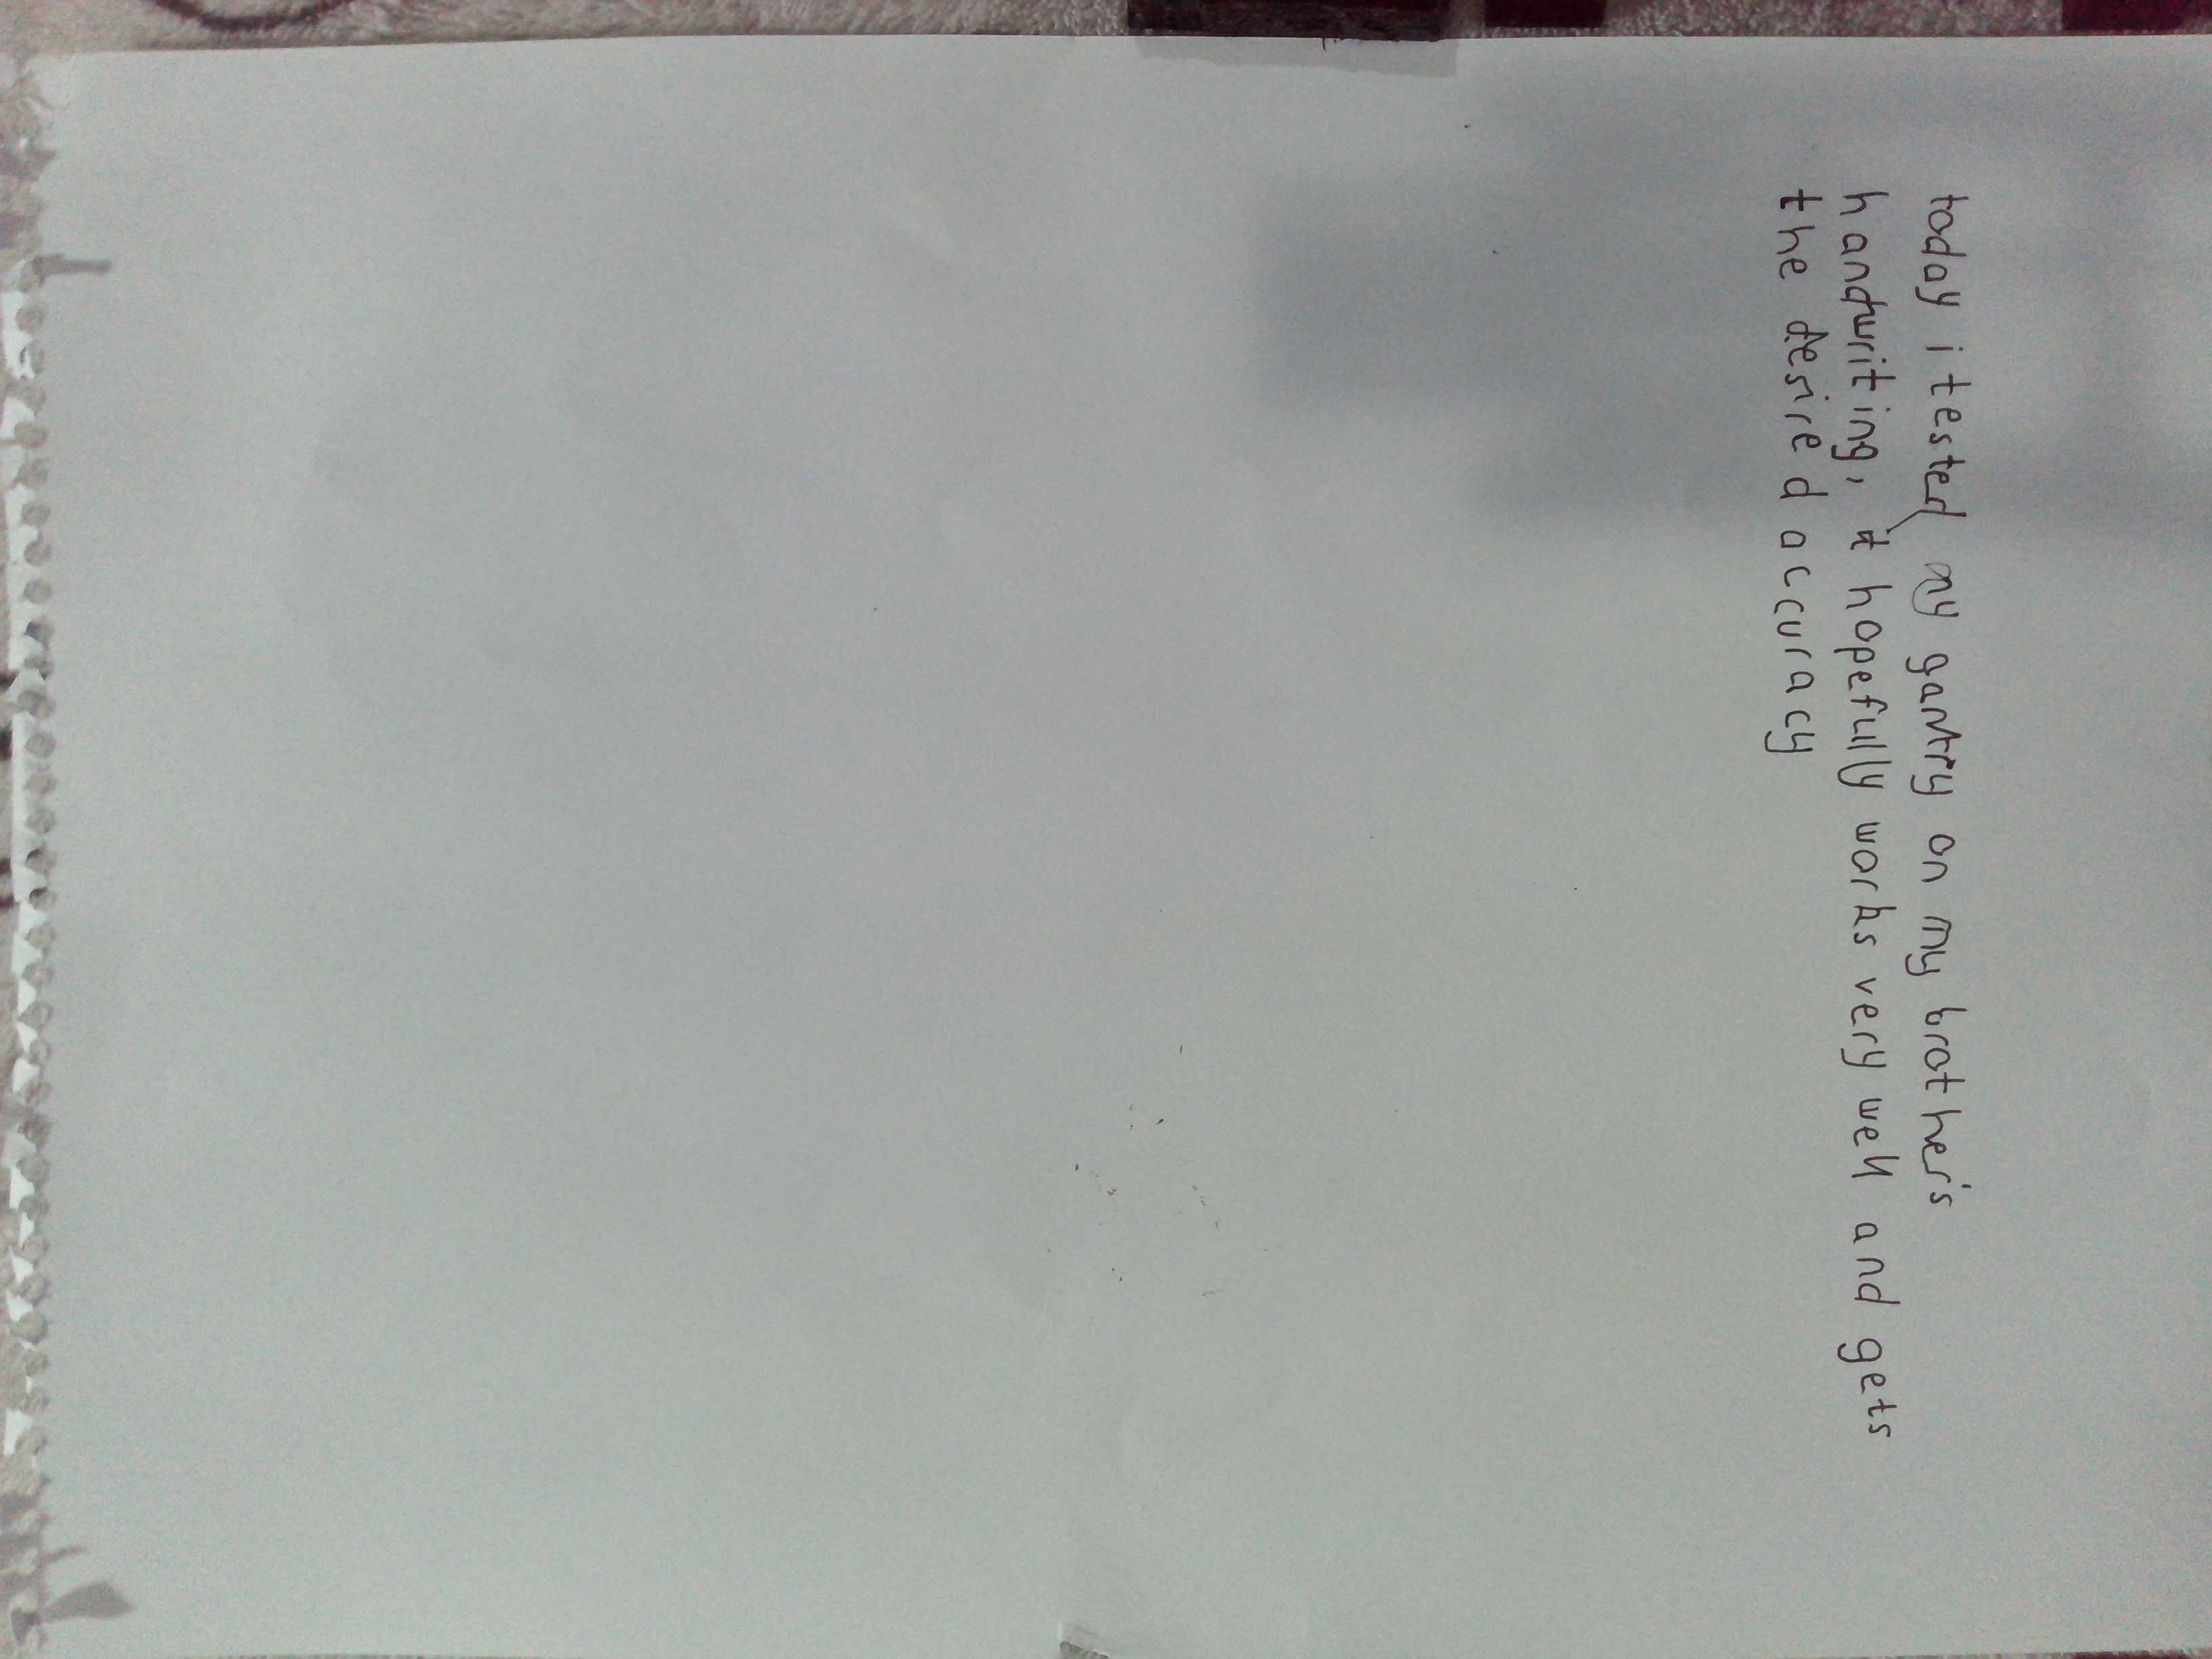 today i tested my gantry on my brother's
handwriting, it hopefully works very well and gets
the desired accuracy